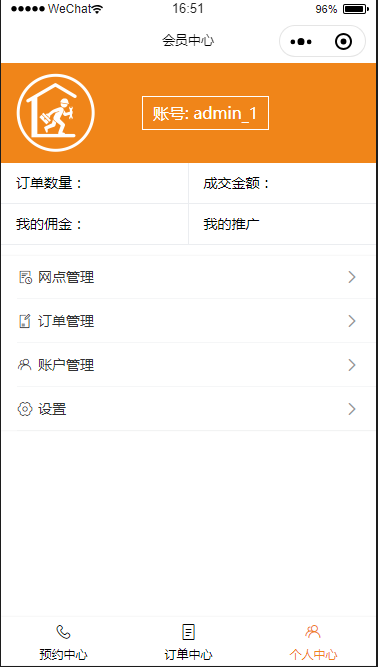 WeChat 16:51 96%
会员中心
账号: admin_1
订单数量： 成交金额：
我的佣金： 我的推广
网点管理
订单管理
账户管理
设置
预约中心 订单中心 个人中心